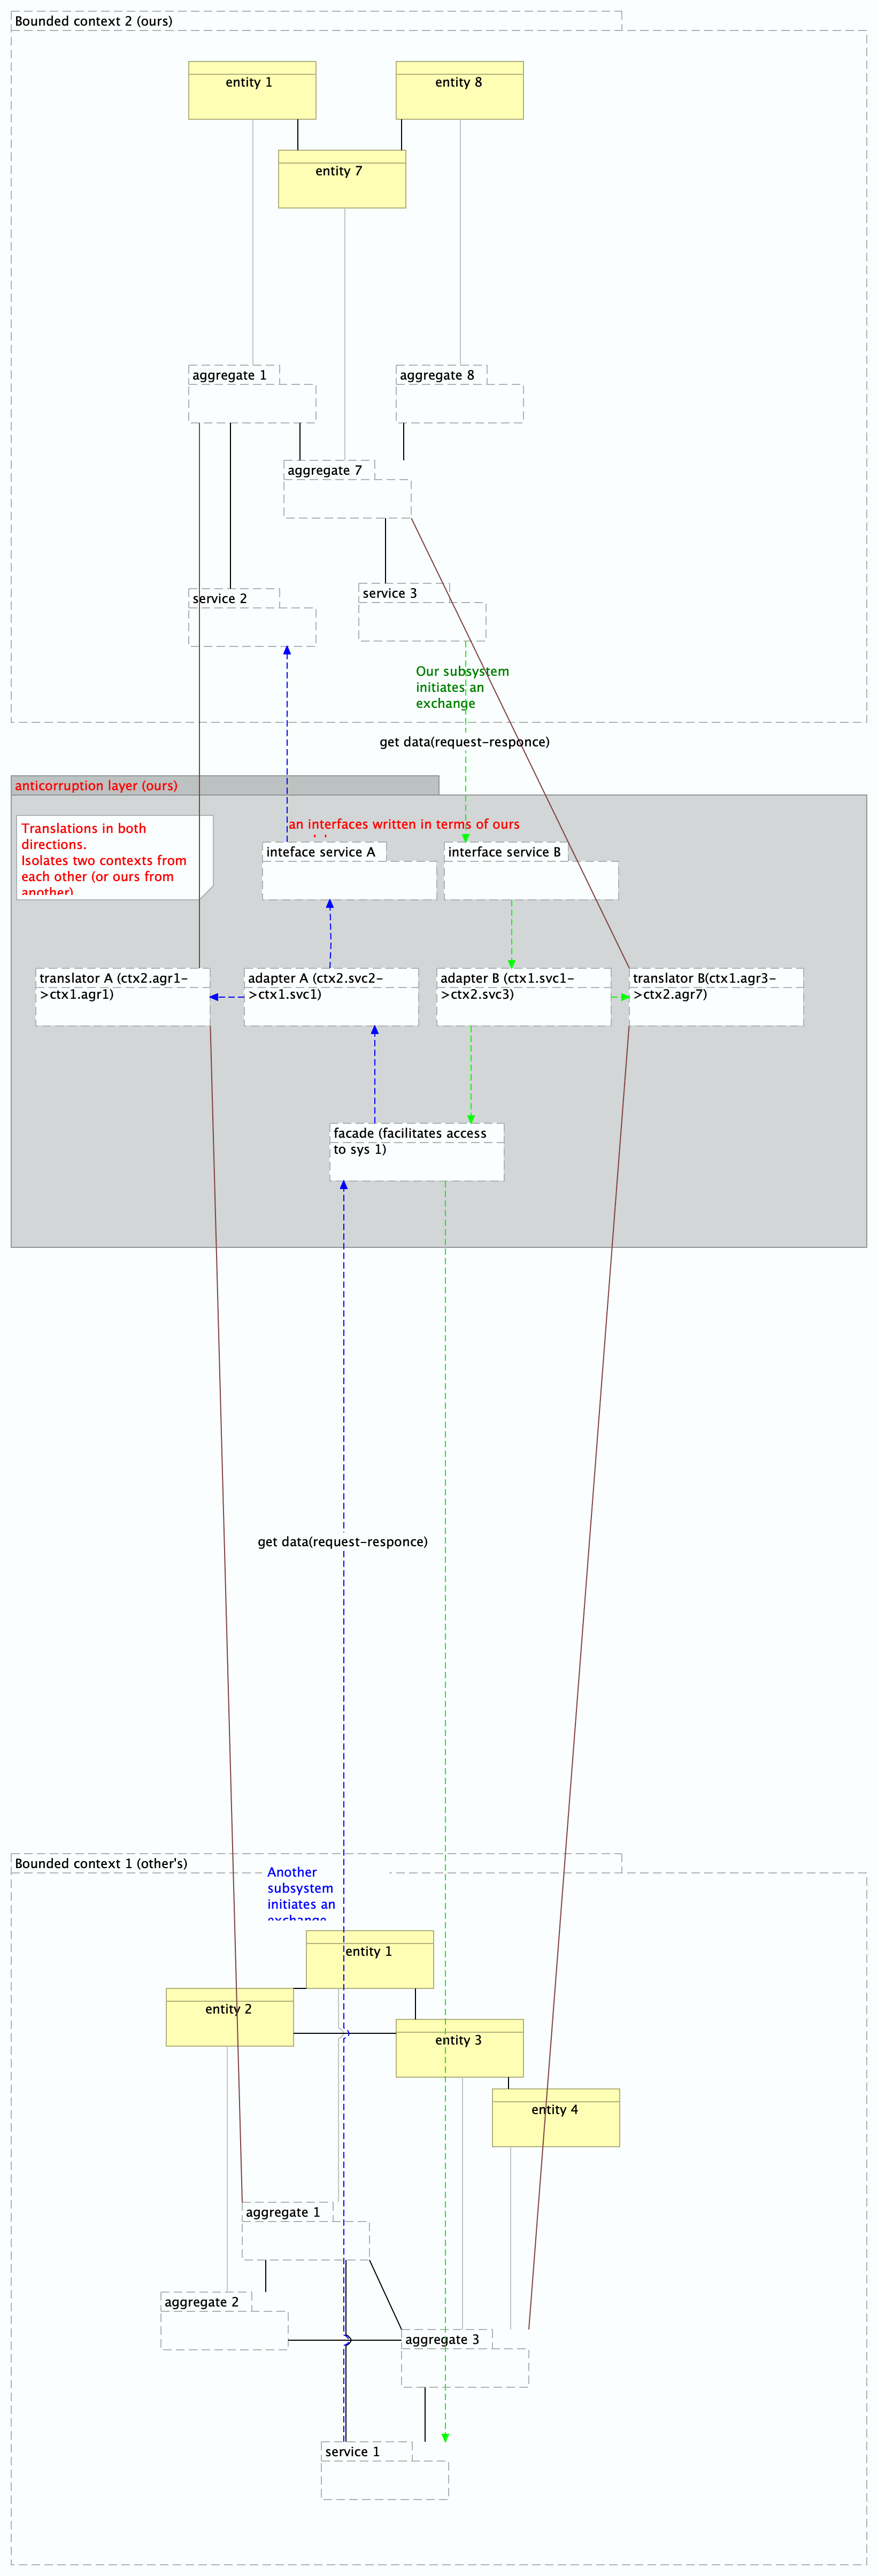 Bounded context 2 (ours)
entity 1
entity 8
entity 7
aggregate 1
aggregate 8
aggregate 7
service 2
service 3
Our subsystem
initiates an
exchange
get data(request-responce)
anticorruption layer (ours)
Translations in both
directions.
Isolates two contexts from
each other (or ours from
another)
an interfaces written in terms of ours
inteface service A
interface service B
translator A (ctx2.agr1-
>ctx1.agr1)
adapter A (ctx2.svc2-
>ctx1.svc1)
adapter B (ctx1.svc1-
>ctx2.svc3)
translator B(ctx1.agr3-
>ctx2.agr7)
facade (facilitates access
to sys 1)
get data(request-responce)
Bounded context 1 (other's)
Another
subsystem
initiates an
exchange
entity 1
entity 2
entity 3
entity 4
aggregate 1
aggregate 2
aggregate 3
service 1